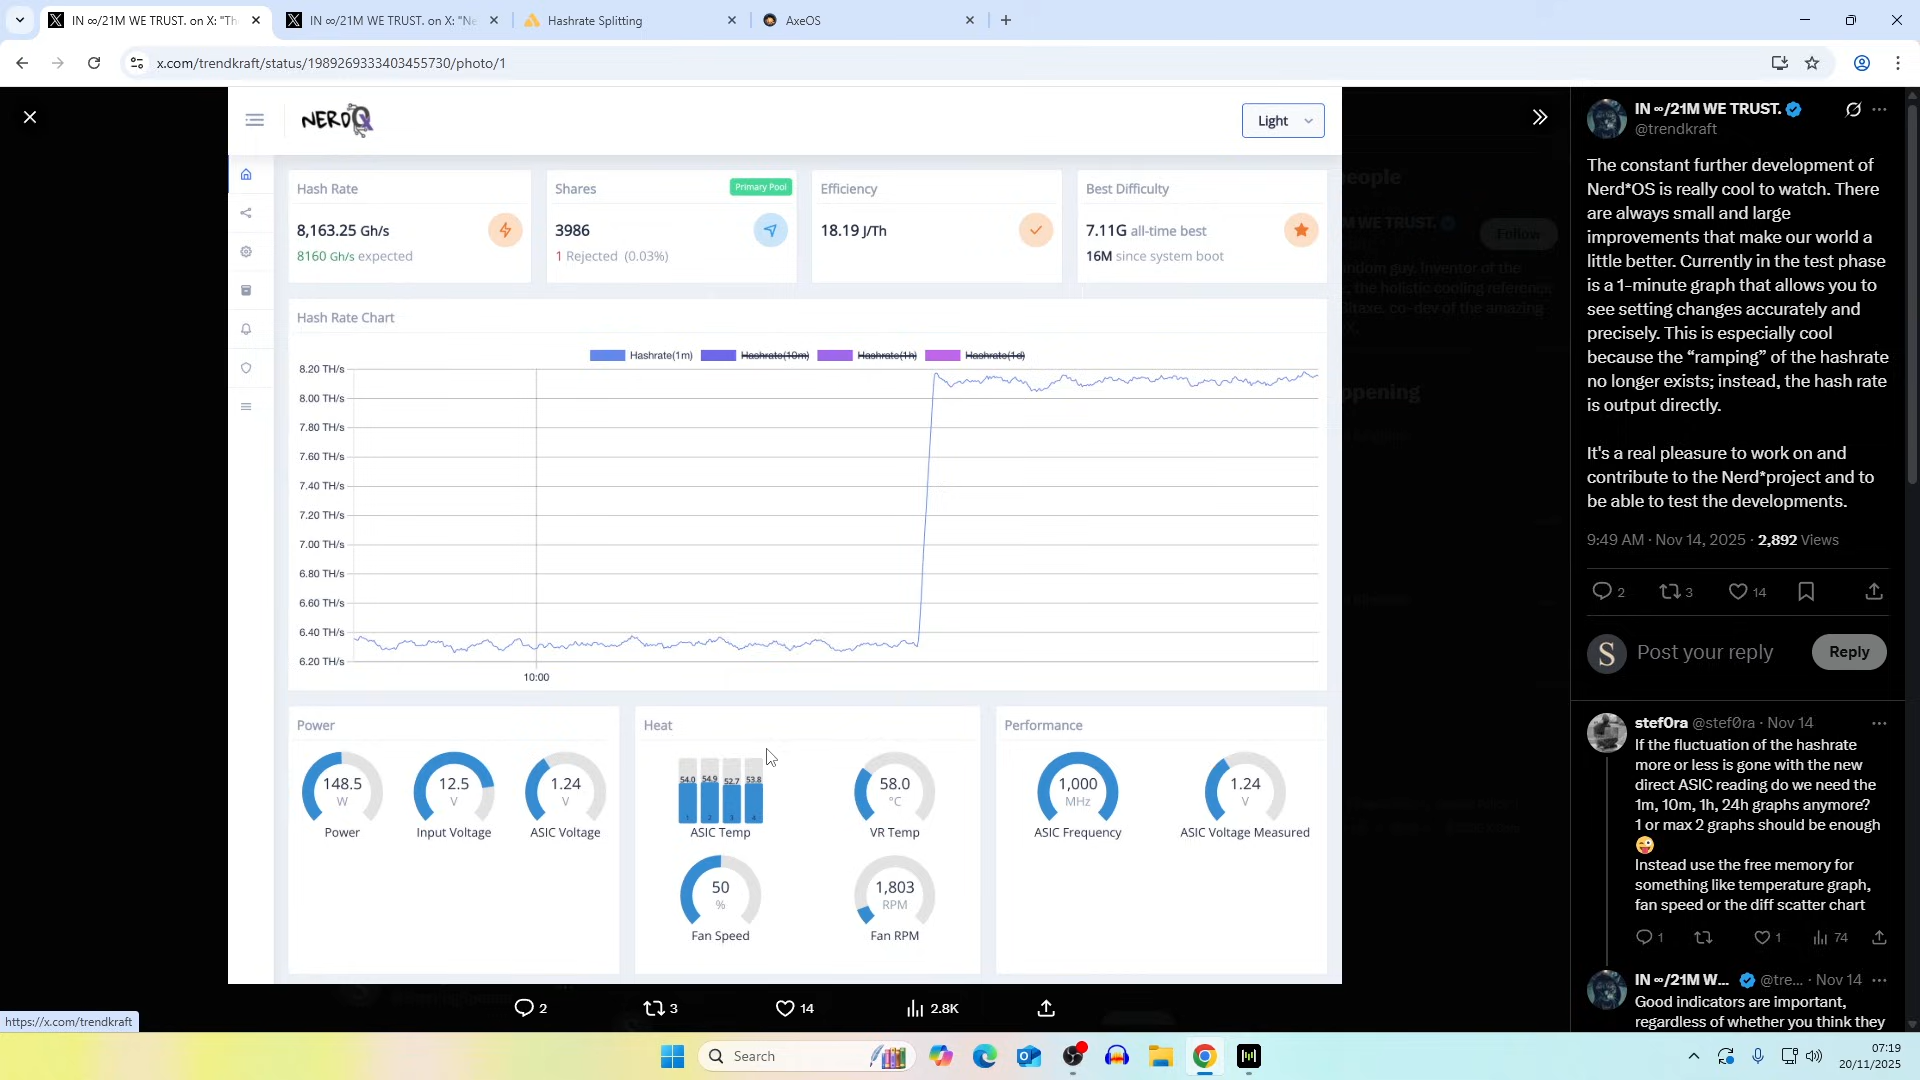 IN ∞/21M WE TRUST. on X: "Th
IN ∞/21M WE TRUST. on X: "Ne
Hashrate Splitting
AxeOS
x.com/trendkraft/status/1989269333403455730/photo/1
NERDQ
Light
Hash Rate
8,163.25 Gh/s
8160 Gh/s expected
Shares
Primary Pool
3986
1 Rejected (0.03%)
Efficiency
18.19 J/Th
Best Difficulty
7.11G all-time best
16M since system boot
Hash Rate Chart
Hashrate(1m) Hashrate(10m) Hashrate(1h) Hashrate(1d)
8.20 TH/s
8.00 TH/s
7.80 TH/s
7.60 TH/s
7.40 TH/s
7.20 TH/s
7.00 TH/s
6.80 TH/s
6.60 TH/s
6.40 TH/s
6.20 TH/s
10:00
Power
148.5
W
Power
12.5
V
Input Voltage
1.24
V
ASIC Voltage
Heat
54.0 54.9 52.7 53.8
1 2 3 4
ASIC Temp
58.0
°C
VR Temp
50
%
Fan Speed
1,803
RPM
Fan RPM
Performance
1,000
MHz
ASIC Frequency
1.24
V
ASIC Voltage Measured
2
3
14
2.8K
https://x.com/trendkraft
IN ∞/21M WE TRUST.
@trendkraft
The constant further development of
Nerd*OS is really cool to watch. There
are always small and large
improvements that make our world a
little better. Currently in the test phase
is a 1-minute graph that allows you to
see setting changes accurately and
precisely. This is especially cool
because the “ramping” of the hashrate
no longer exists; instead, the hash rate
is output directly.
It's a real pleasure to work on and
contribute to the Nerd*project and to
be able to test the developments.
9:49 AM · Nov 14, 2025 · 2,892 Views
2
3
14
S
Post your reply
Reply
stef0ra @stef0ra · Nov 14
If the fluctuation of the hashrate
more or less is gone with the new
direct ASIC reading do we need the
1m, 10m, 1h, 24h graphs anymore?
1 or max 2 graphs should be enough
Instead use the free memory for
something like temperature graph,
fan speed or the diff scatter chart
1
1
74
IN ∞/21M W... @tre... · Nov 14
Good indicators are important,
regardless of whether you think they
Search
07:19
20/11/2025